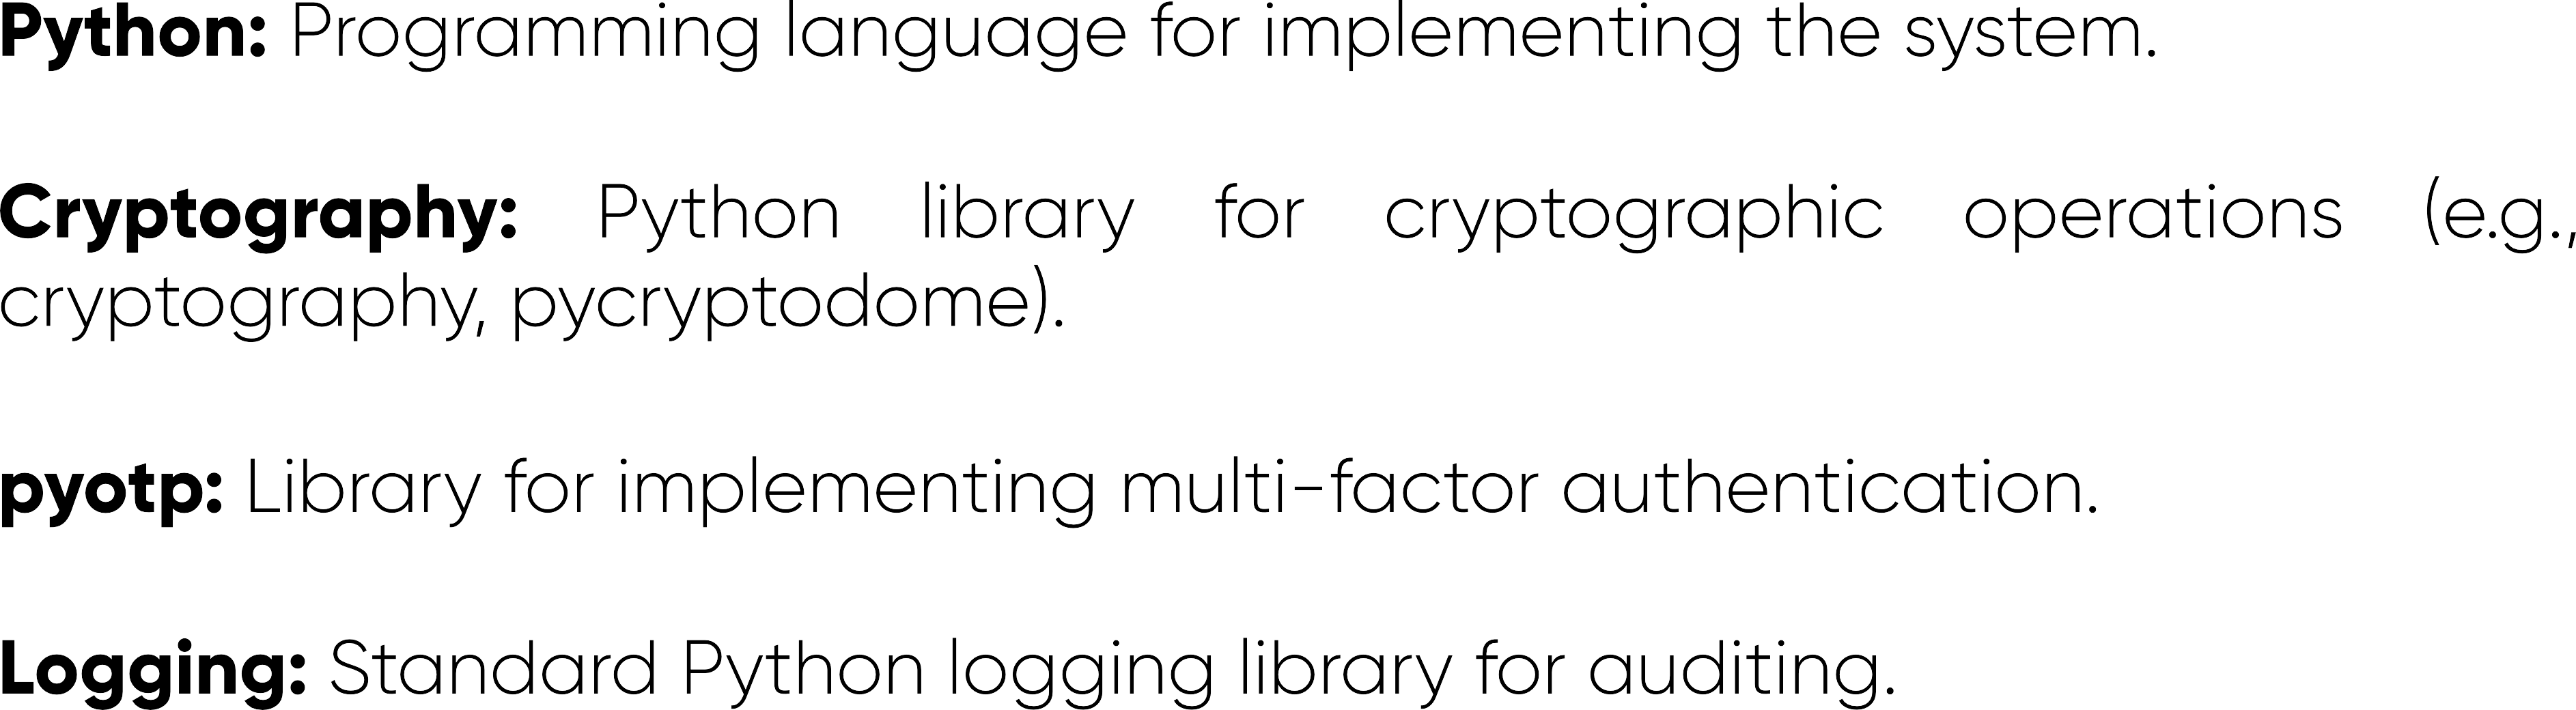 Python: Programming language for implementing the system.
Cryptography: Python library for cryptographic operations (e.g.,
cryptography, pycryptodome).
pyotp: Library for implementing multi-factor authentication.
Logging: Standard Python logging library for auditing.